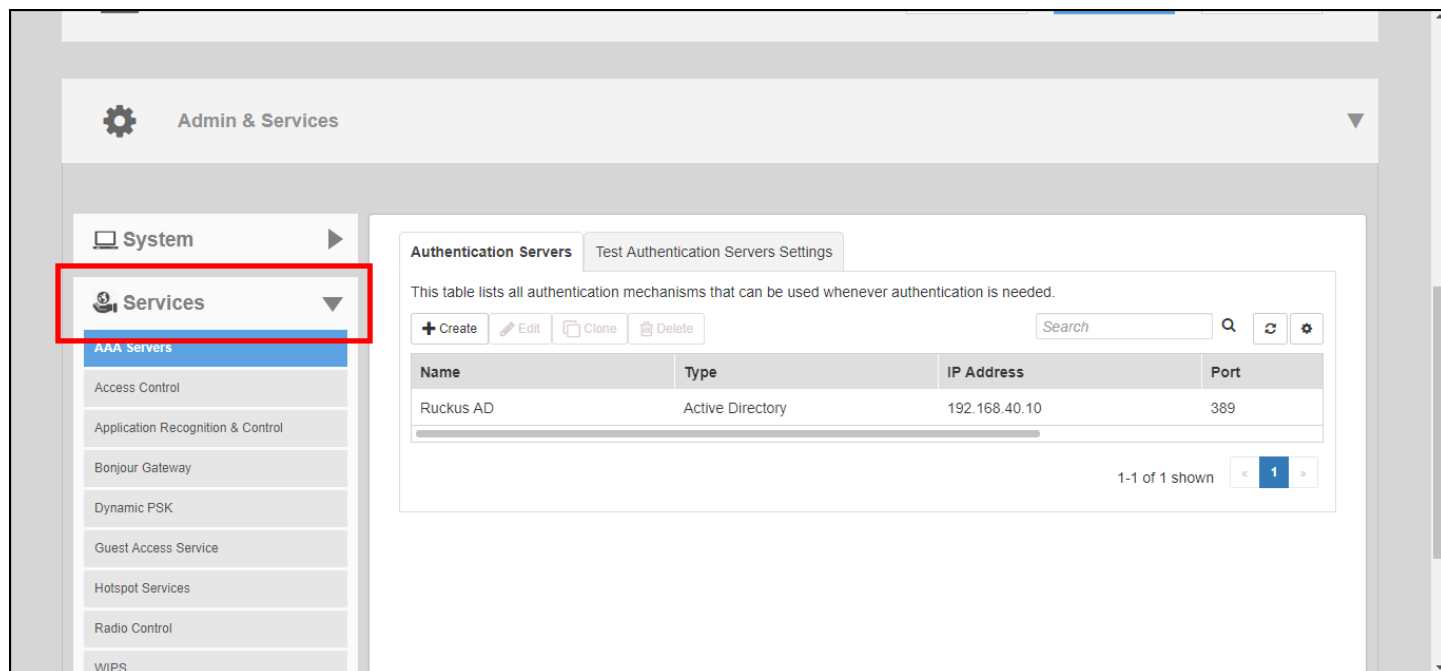 Admin & Services
System
Services
AAA Servers
Access Control
Application Recognition & Control
Bonjour Gateway
Dynamic PSK
Guest Access Service
Hotspot Services
Radio Control
WIPS
Authentication Servers Test Authentication Servers Settings
This table lists all authentication mechanisms that can be used whenever authentication is needed.
Create Edit Clone Delete Search
Name Type IP Address Port
Ruckus AD Active Directory 192.168.40.10 389
1-1 of 1 shown « 1 »